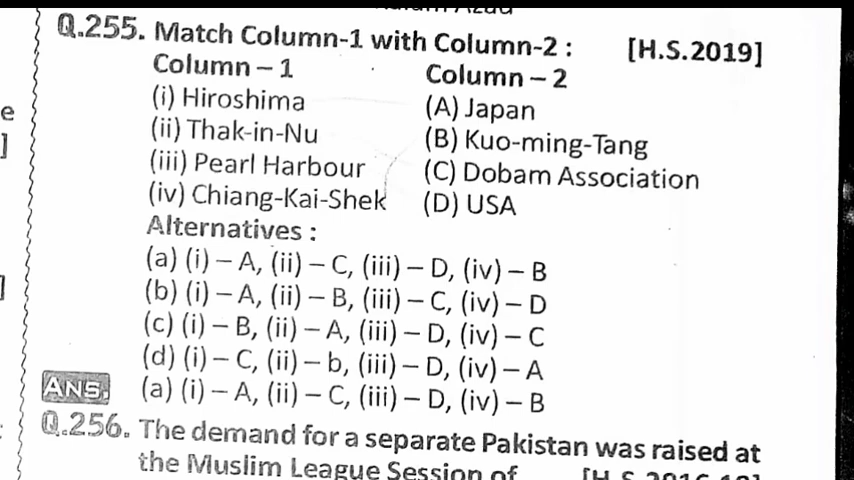 Q.255. Match Column-1 with Column-2 : [H.S.2019]
Column – 1 Column – 2
(i) Hiroshima (A) Japan
(ii) Thak-in-Nu (B) Kuo-ming-Tang
(iii) Pearl Harbour (C) Dobam Association
(iv) Chiang-Kai-Shek (D) USA
Alternatives :
(a) (i) – A, (ii) – C, (iii) – D, (iv) – B
(b) (i) – A, (ii) – B, (iii) – C, (iv) – D
(c) (i) – B, (ii) – A, (iii) – D, (iv) – C
(d) (i) – C, (ii) – b, (iii) – D, (iv) – A
ANS. (a) (i) – A, (ii) – C, (iii) – D, (iv) – B
Q.256. The demand for a separate Pakistan was raised at
the Muslim League Session of